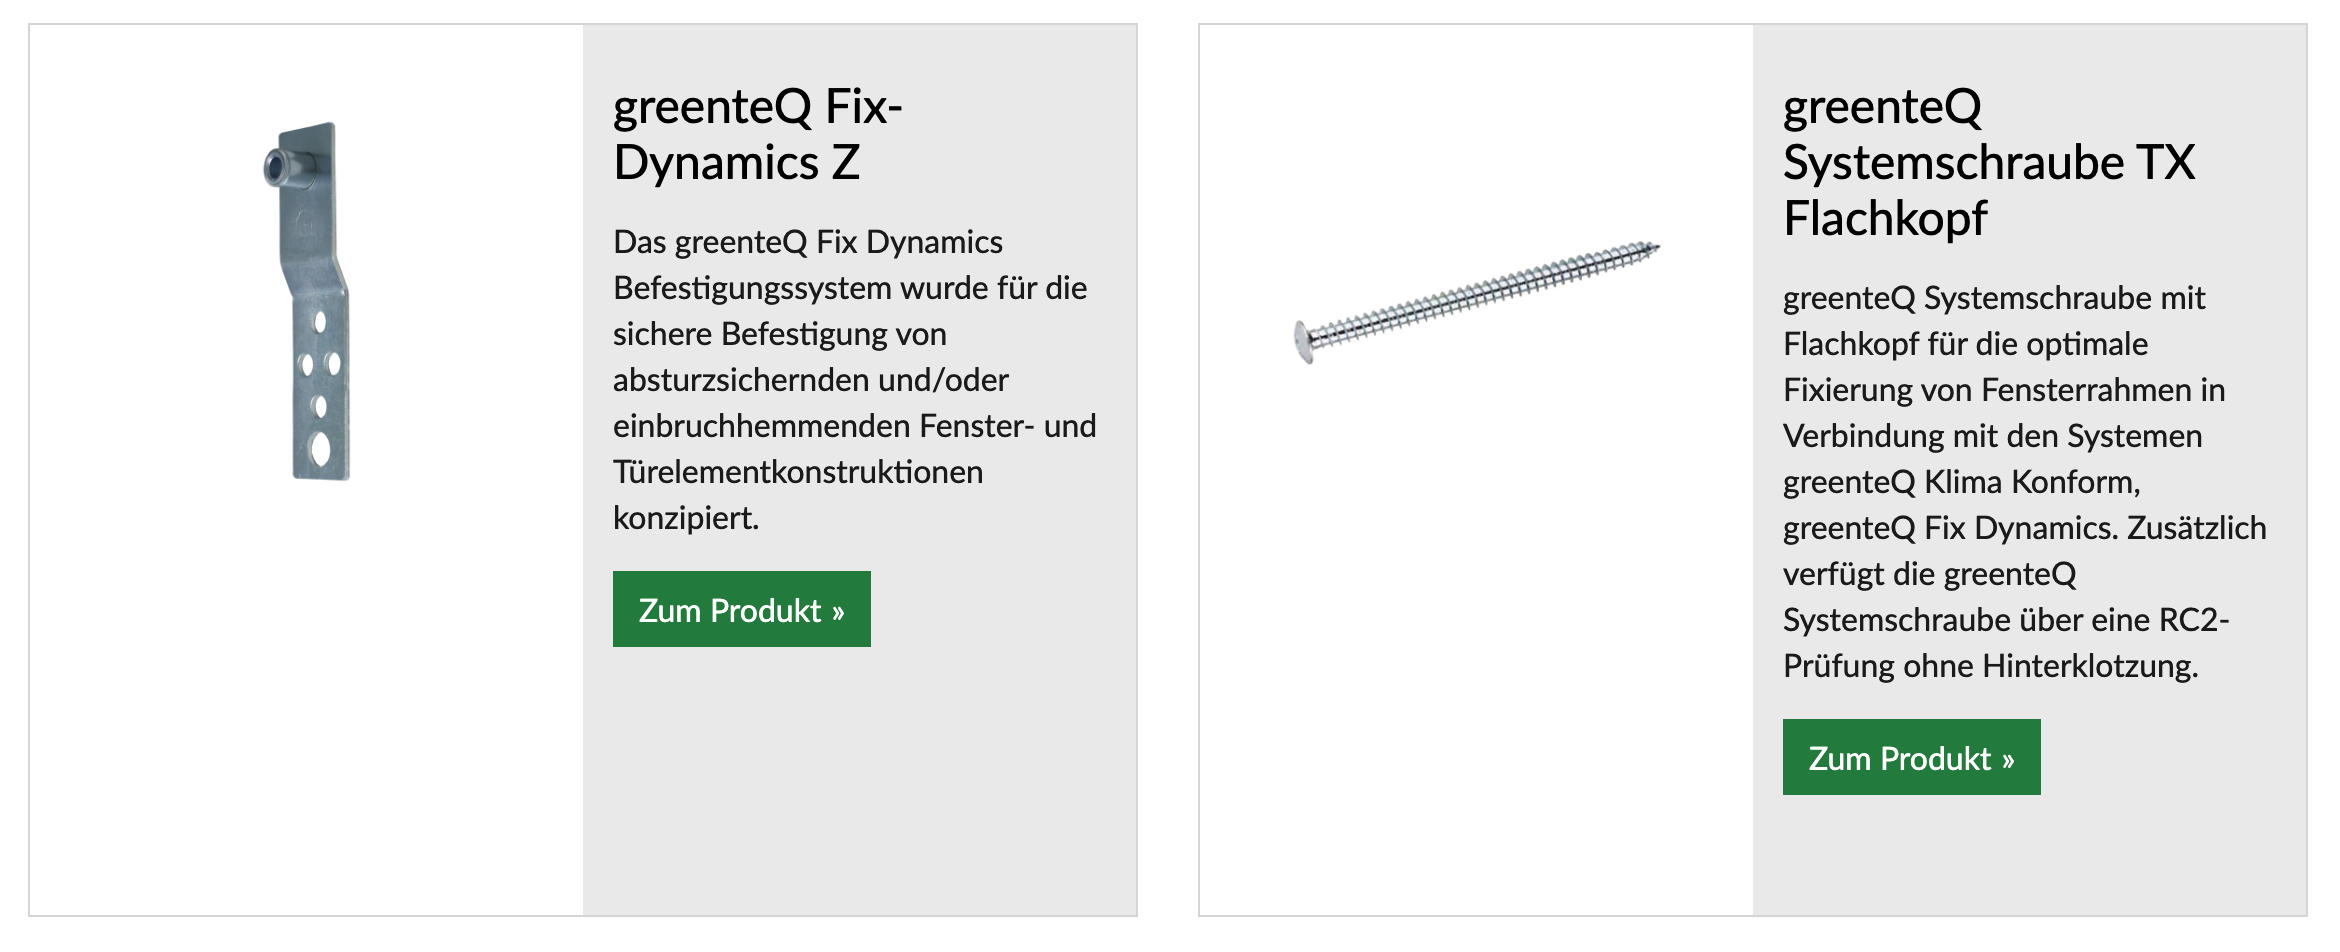 greenteQ Fix-
Dynamics Z
Das greenteQ Fix Dynamics
Befestigungssystem wurde für die
sichere Befestigung von
absturzsichernden und/oder
einbruchhemmenden Fenster- und
Türelementkonstruktionen
konzipiert.
Zum Produkt »
greenteQ
Systemschraube TX
Flachkopf
greenteQ Systemschraube mit
Flachkopf für die optimale
Fixierung von Fensterrahmen in
Verbindung mit den Systemen
greenteQ Klima Konform,
greenteQ Fix Dynamics. Zusätzlich
verfügt die greenteQ
Systemschraube über eine RC2-
Prüfung ohne Hinterklotzung.
Zum Produkt »